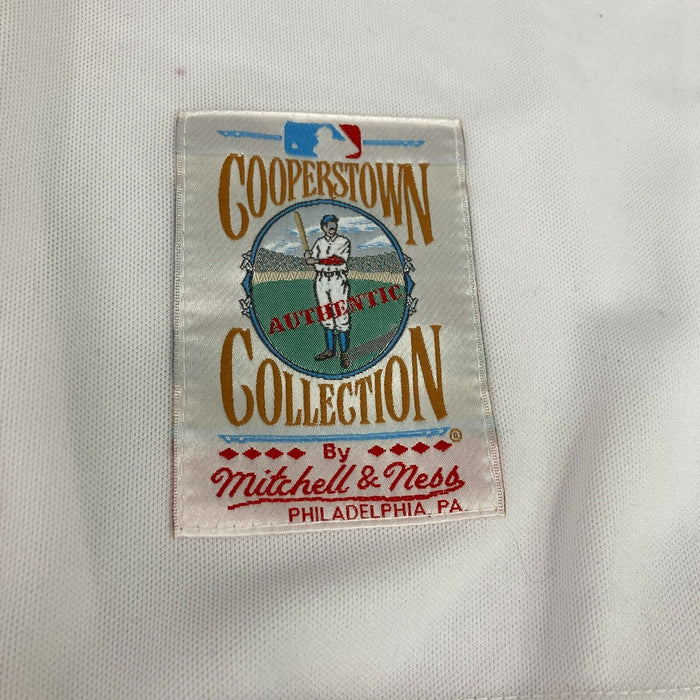 COOPERSTOWN
AUTHENTIC
COLLECTION
®
By
Mitchell & Ness
PHILADELPHIA, PA.